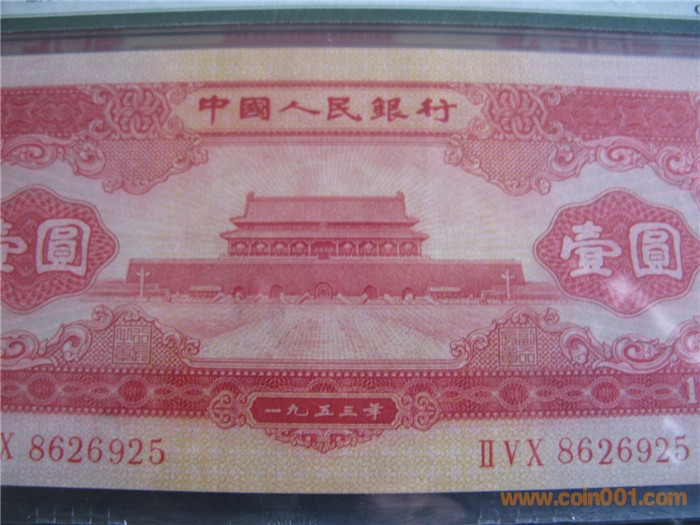 中國人民銀行
壹圓
壹圓
一九五三年
X 8626925
II V X 8626925
www.coin001.com